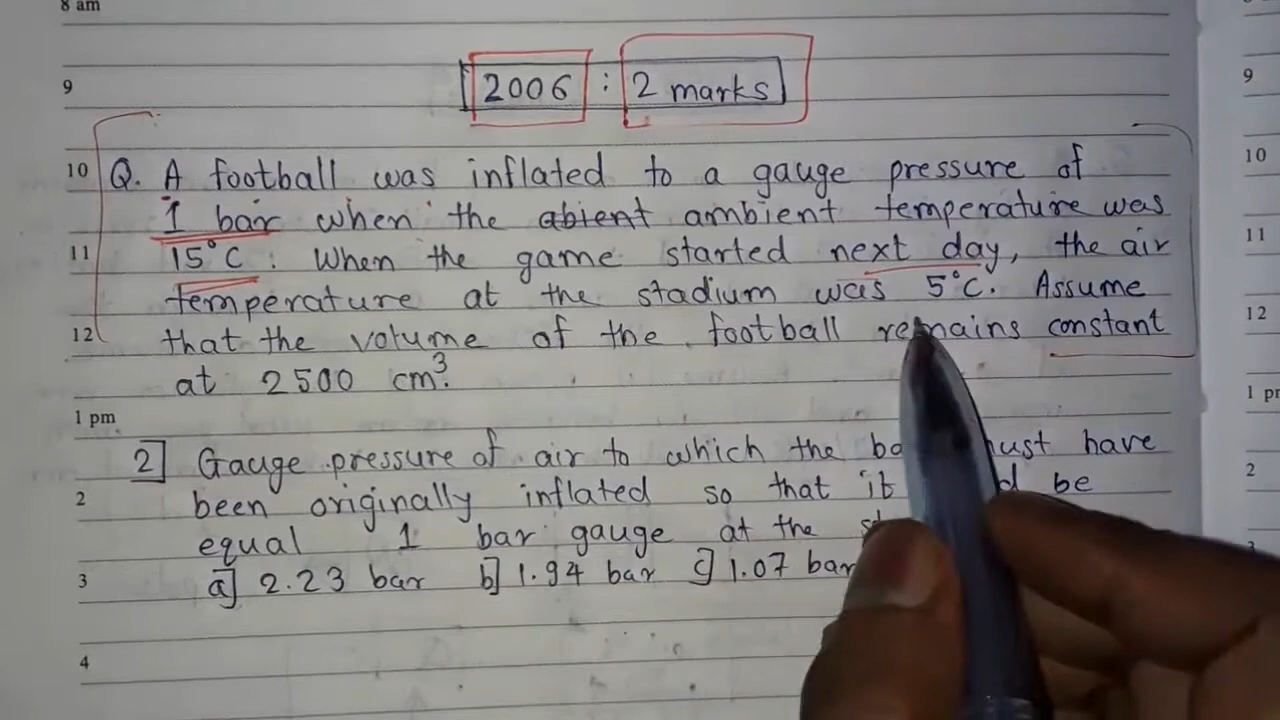 8 am
9
2006 : 2 marks
10 Q. A football was inflated to a gauge pressure of
1 bar when the abient ambient temperature was
11 15°C. When the game started next day, the air
temperature at the stadium was 5°C. Assume
12 that the volume of the football remains constant
at 2500 cm³.
1 pm
2] Gauge pressure of air to which the must have
2 been originally inflated so that it be
equal 1 bar gauge at the
3 a] 2.23 bar b] 1.94 bar c] 1.07 bar
4
9
10
11
12
2
3